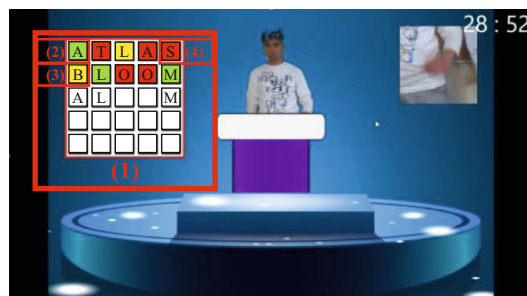 28 : 52
(2) A T L A S (4)
(3) B L O O M
A L M
(1)